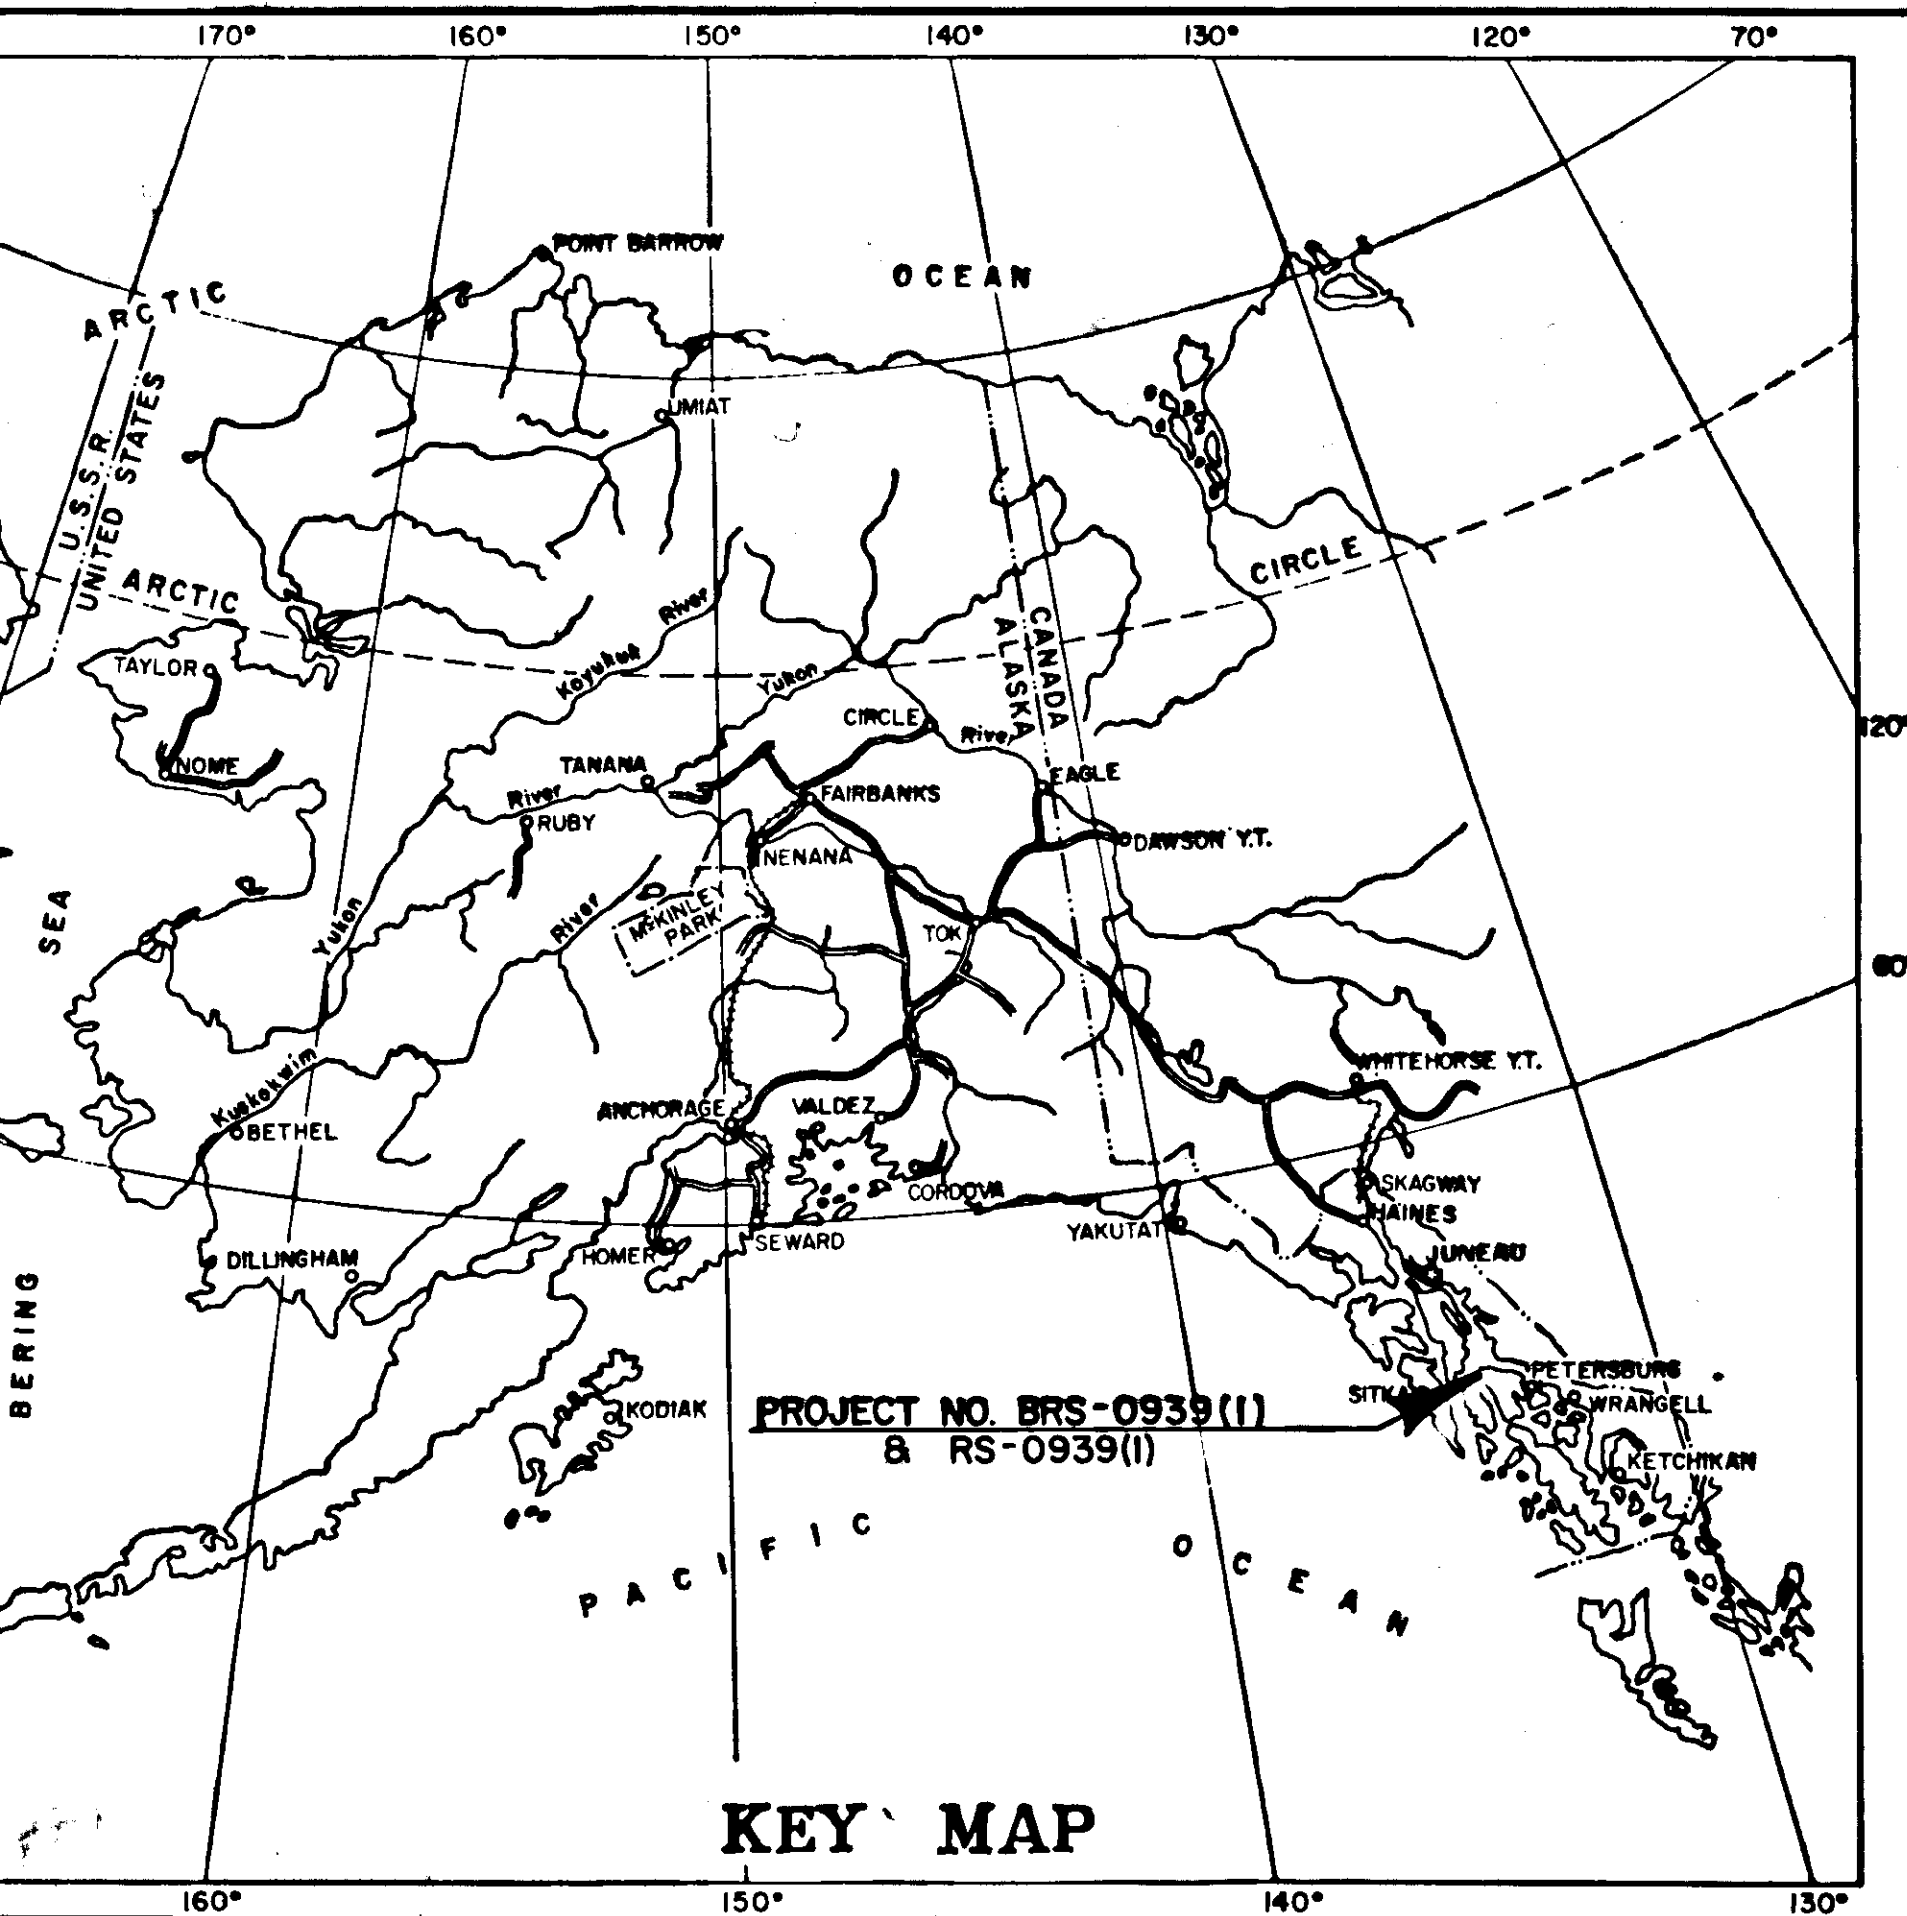 170° 160° 150° 140° 130° 120° 70°
POINT BARROW
OCEAN
ARCTIC
UMIAT
U.S.S.R.
UNITED STATES
ARCTIC
CIRCLE
River
Koyukuk
Yukon
CANADA
ALASKA
TAYLOR
CIRCLE
River
120°
NOME
TANANA
EAGLE
River
FAIRBANKS
RUBY
DAWSON Y.T.
NENANA
SEA
Yukon
River
McKINLEY
PARK
TOK
60°
WHITEHORSE Y.T.
Kuskokwim
ANCHORAGE
VALDEZ
BETHEL
CORDOVA
SKAGWAY
HAINES
YAKUTAT
DILLINGHAM
HOMER
SEWARD
JUNEAU
BERING
PETERSBURG
SITKA
WRANGELL
KODIAK
PROJECT NO. BRS-0939(1)
& RS-0939(1)
KETCHIKAN
PACIFIC
OCEAN
KEY MAP
160° 150° 140° 130°